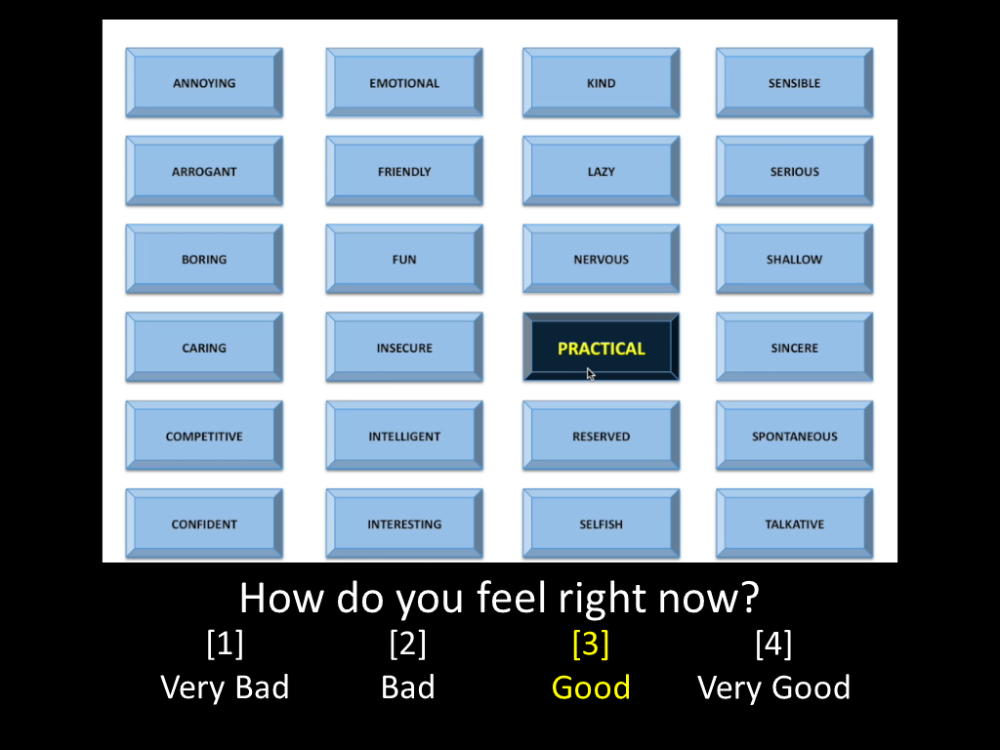 ANNOYING EMOTIONAL KIND SENSIBLE
ARROGANT FRIENDLY LAZY SERIOUS
BORING FUN NERVOUS SHALLOW
CARING INSECURE PRACTICAL SINCERE
COMPETITIVE INTELLIGENT RESERVED SPONTANEOUS
CONFIDENT INTERESTING SELFISH TALKATIVE
How do you feel right now?
[1] [2] [3] [4]
Very Bad Bad Good Very Good